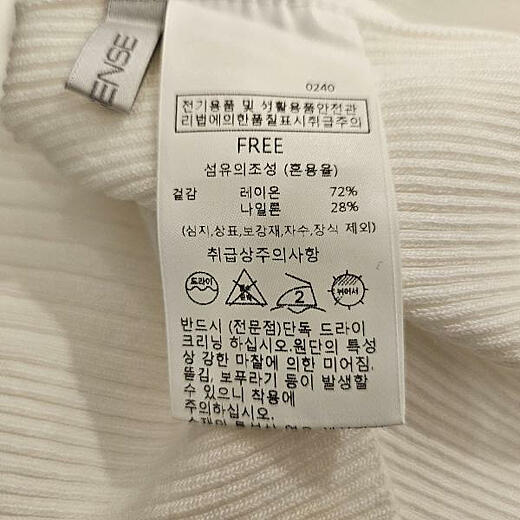 ENSE
0240
전기용품 및 생활용품안전관
리법에의한품질표시취급주의
FREE
섬유의조성 (혼용율)
겉감 레이온 72%
나일론 28%
(심지,상표,보강재,자수,장식 제외)
취급상주의사항
드라이
2
뉘어서
반드시 (전문점)단독 드라이
크리닝 하십시오.원단의 특성
상 강한 마찰에 의한 미어짐.
뜯김, 보푸라기 등이 발생할
수 있으니 착용에
주의하십시오.